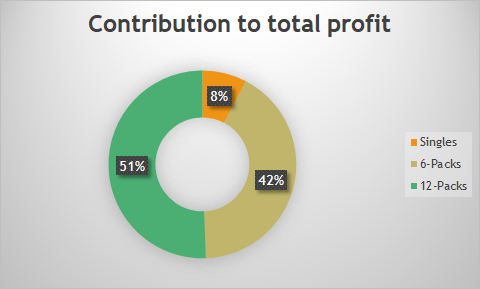 Contribution to total profit
8%
51%
42%
Singles
6-Packs
12-Packs